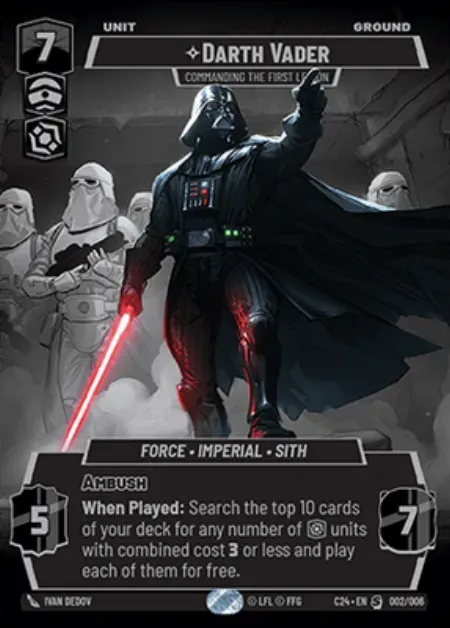 7
UNIT
GROUND
DARTH VADER
COMMANDING THE FIRST LEGION
FORCE • IMPERIAL • SITH
5
AMBUSH
When Played: Search the top 10 cards
of your deck for any number of units
with combined cost 3 or less and play
each of them for free.
7
IVAN DEDOV
© LFL © FFG
C24 • EN 002/006